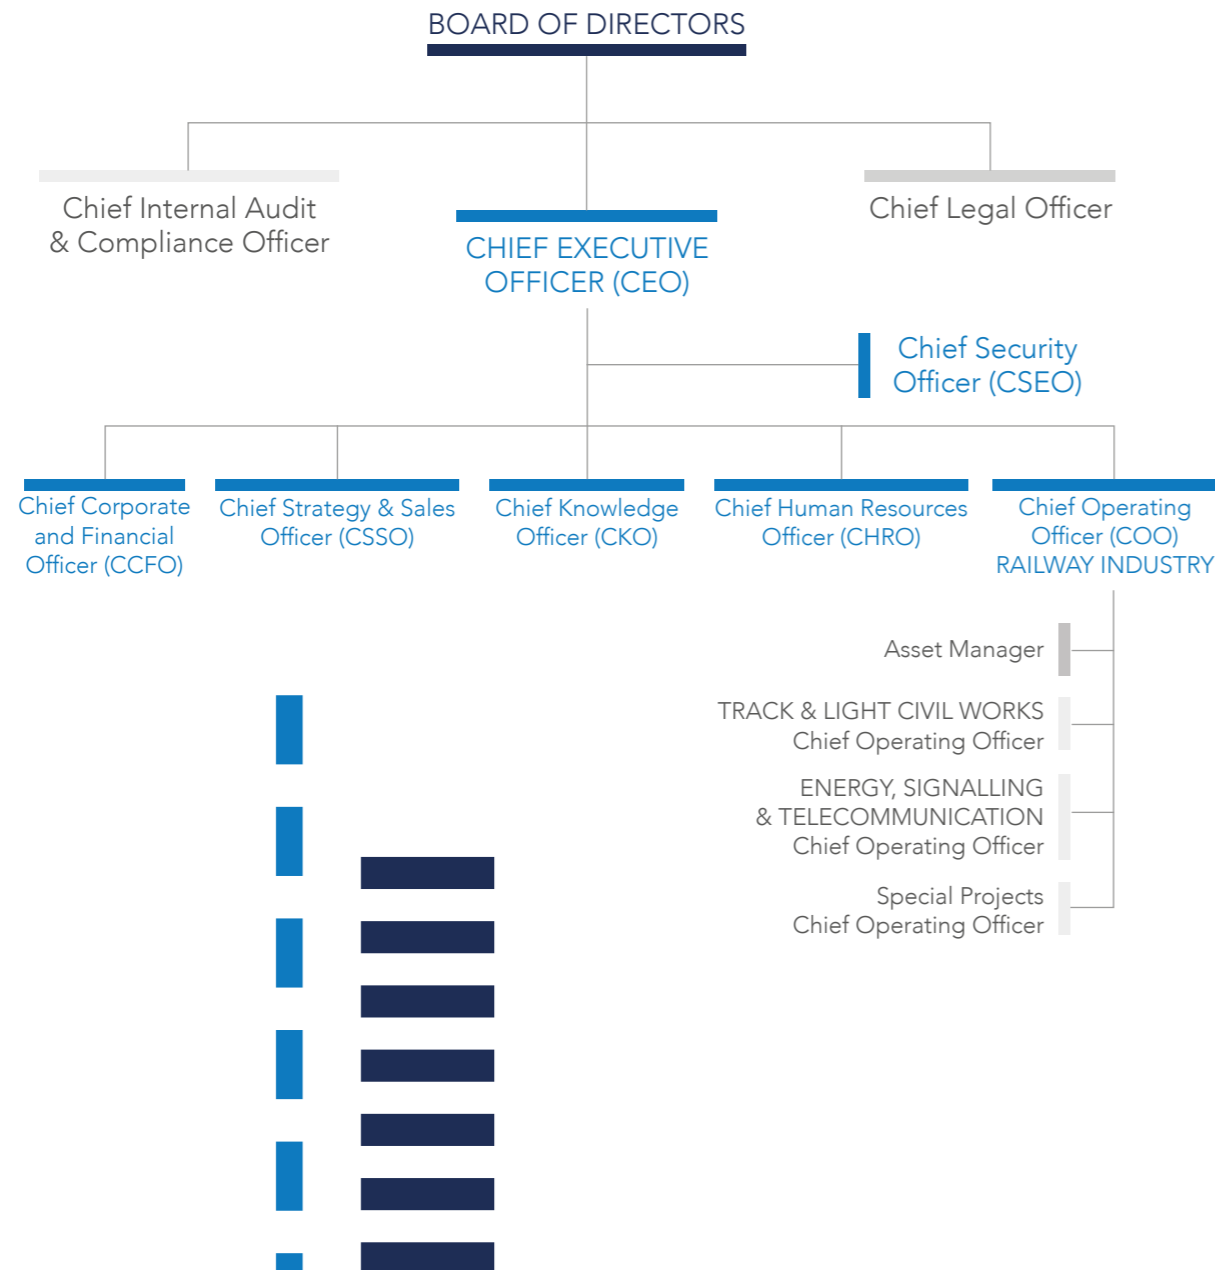 BOARD OF DIRECTORS
Chief Internal Audit
& Compliance Officer
CHIEF EXECUTIVE
OFFICER (CEO)
Chief Legal Officer
Chief Security
Officer (CSEO)
Chief Corporate
and Financial
Officer (CCFO)
Chief Strategy & Sales
Officer (CSSO)
Chief Knowledge
Officer (CKO)
Chief Human Resources
Officer (CHRO)
Chief Operating
Officer (COO)
RAILWAY INDUSTRY
Asset Manager
TRACK & LIGHT CIVIL WORKS
Chief Operating Officer
ENERGY, SIGNALLING
& TELECOMMUNICATION
Chief Operating Officer
Special Projects
Chief Operating Officer